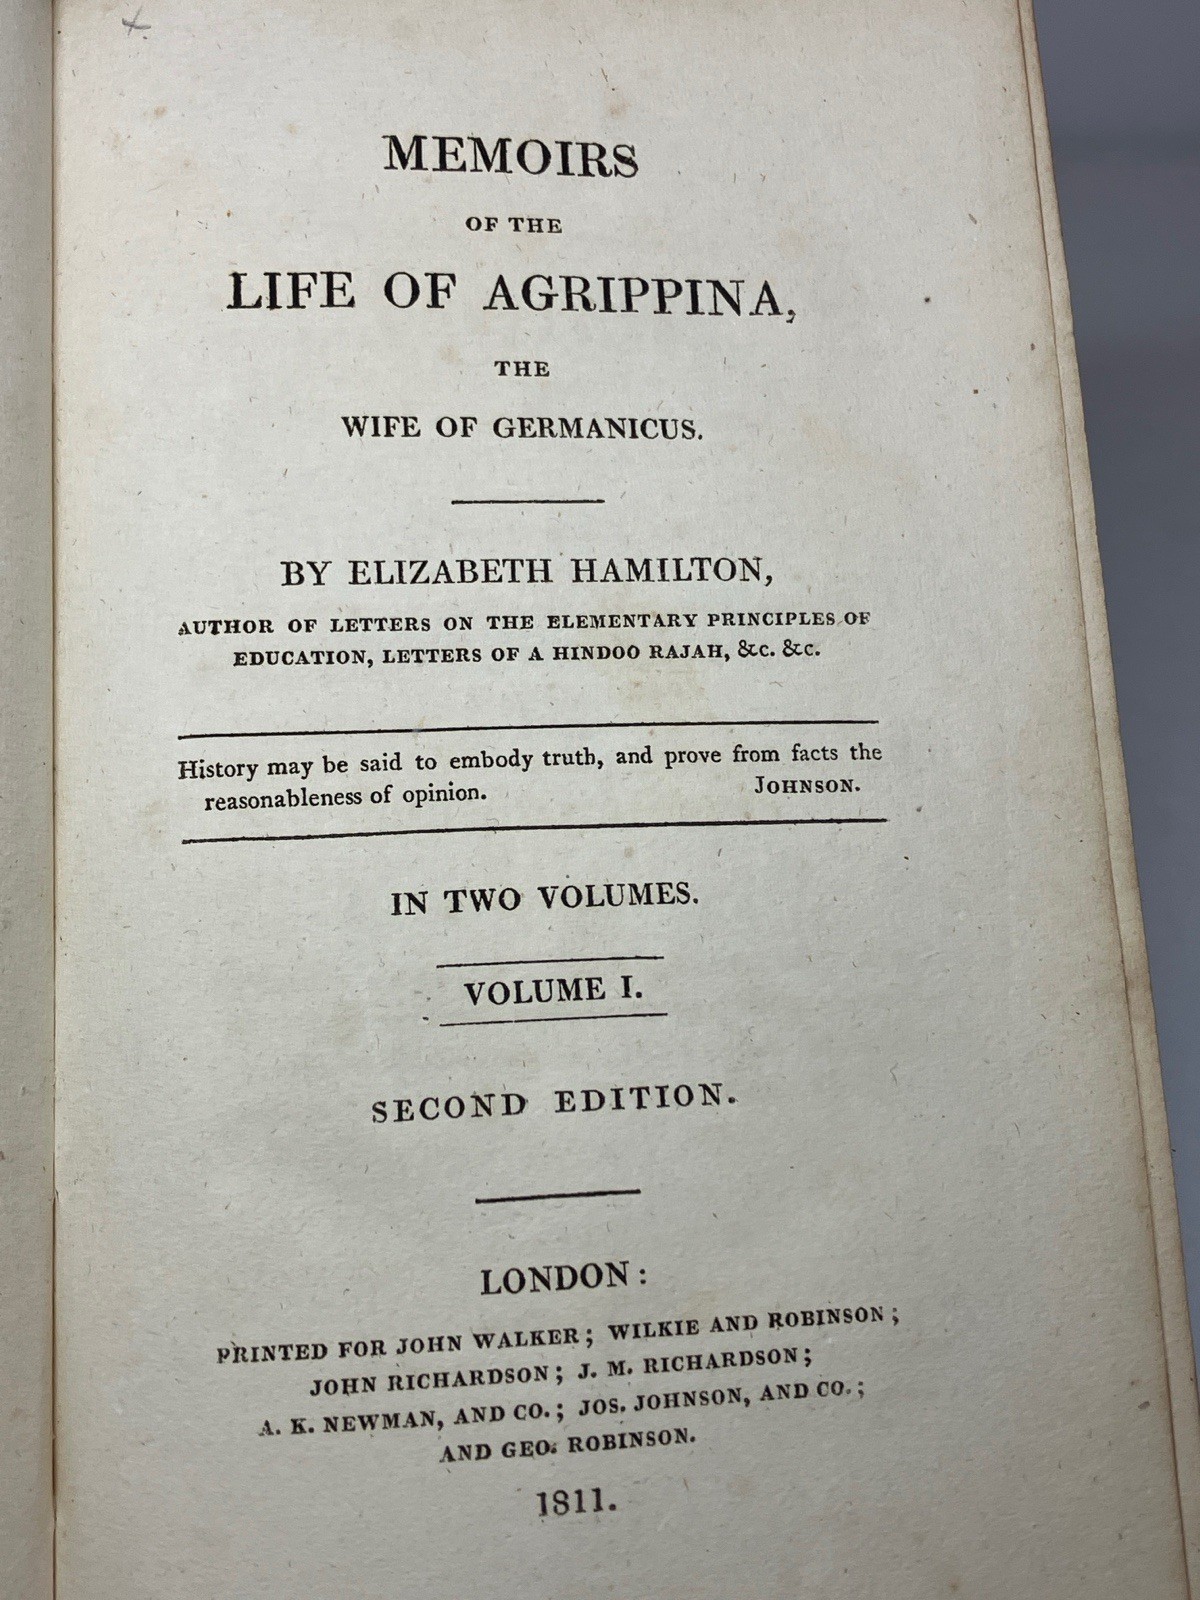 MEMOIRS
OF THE
LIFE OF AGRIPPINA,
THE
WIFE OF GERMANICUS.
BY ELIZABETH HAMILTON,
AUTHOR OF LETTERS ON THE ELEMENTARY PRINCIPLES OF
EDUCATION, LETTERS OF A HINDOO RAJAH, &c. &c.
History may be said to embody truth, and prove from facts the
reasonableness of opinion. JOHNSON.
IN TWO VOLUMES.
VOLUME I.
SECOND EDITION.
LONDON:
PRINTED FOR JOHN WALKER; WILKIE AND ROBINSON;
JOHN RICHARDSON; J. M. RICHARDSON;
A. K. NEWMAN, AND CO.; JOS. JOHNSON, AND CO.;
AND GEO. ROBINSON.
1811.